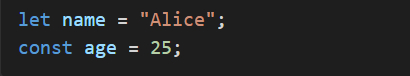 let name = "Alice";
const age = 25;